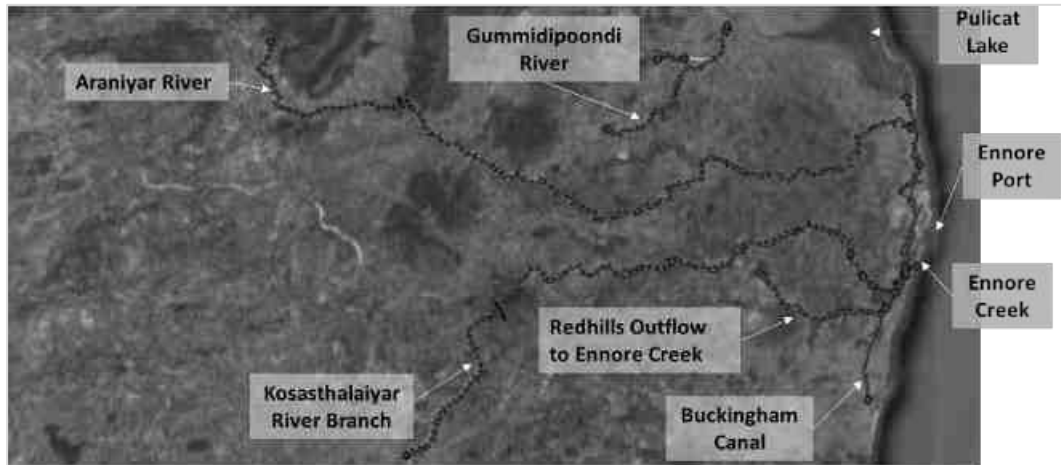 Pulicat
Lake
Gummidipoondi
River
Araniyar River
Ennore
Port
Ennore
Creek
Redhills Outflow
to Ennore Creek
Kosasthalaiyar
River Branch
Buckingham
Canal